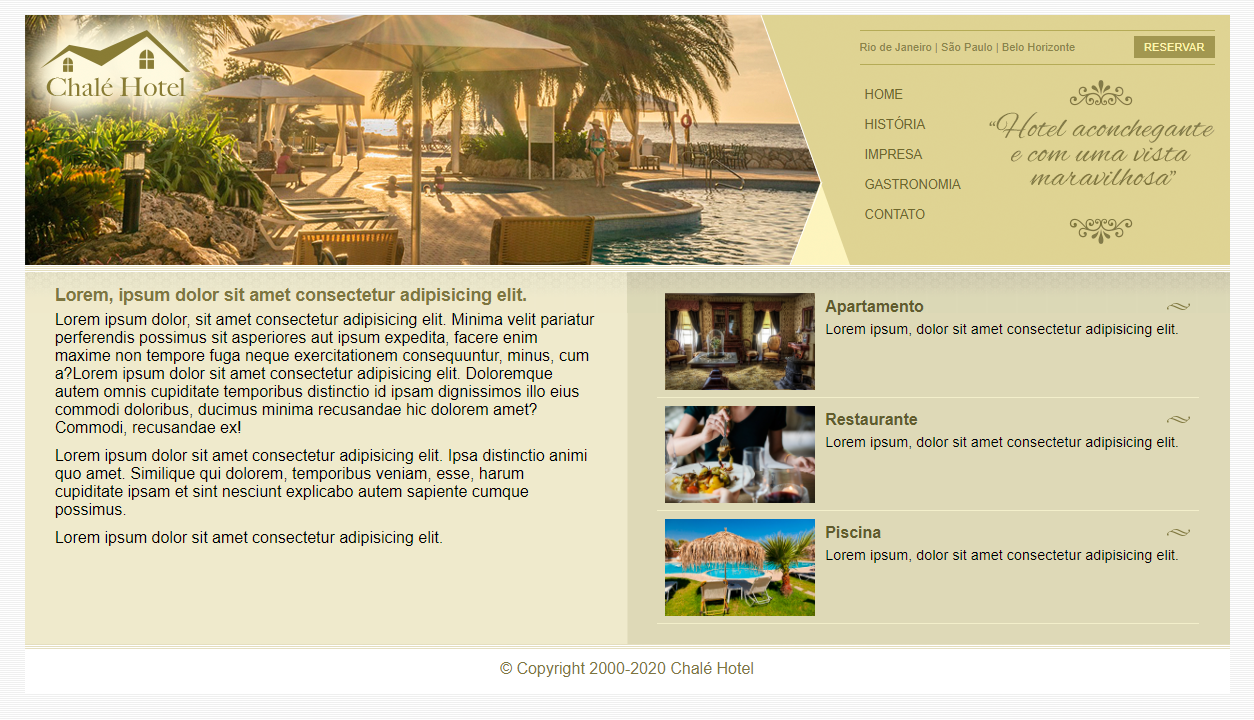 Chalé Hotel
Rio de Janeiro | São Paulo | Belo Horizonte
RESERVAR
HOME
HISTÓRIA
IMPRESA
GASTRONOMIA
CONTATO
“Hotel aconchegante
e com uma vista
maravilhosa”
Lorem, ipsum dolor sit amet consectetur adipisicing elit.
Lorem ipsum dolor, sit amet consectetur adipisicing elit. Minima velit pariatur
perferendis possimus sit asperiores aut ipsum expedita, facere enim
maxime non tempore fuga neque exercitationem consequuntur, minus, cum
a?Lorem ipsum dolor sit amet consectetur adipisicing elit. Doloremque
autem omnis cupiditate temporibus distinctio id ipsam dignissimos illo eius
commodi doloribus, ducimus minima recusandae hic dolorem amet?
Commodi, recusandae ex!
Lorem ipsum dolor sit amet consectetur adipisicing elit. Ipsa distinctio animi
quo amet. Similique qui dolorem, temporibus veniam, esse, harum
cupiditate ipsam et sint nesciunt explicabo autem sapiente cumque
possimus.
Lorem ipsum dolor sit amet consectetur adipisicing elit.
Apartamento
Lorem ipsum, dolor sit amet consectetur adipisicing elit.
Restaurante
Lorem ipsum, dolor sit amet consectetur adipisicing elit.
Piscina
Lorem ipsum, dolor sit amet consectetur adipisicing elit.
© Copyright 2000-2020 Chalé Hotel